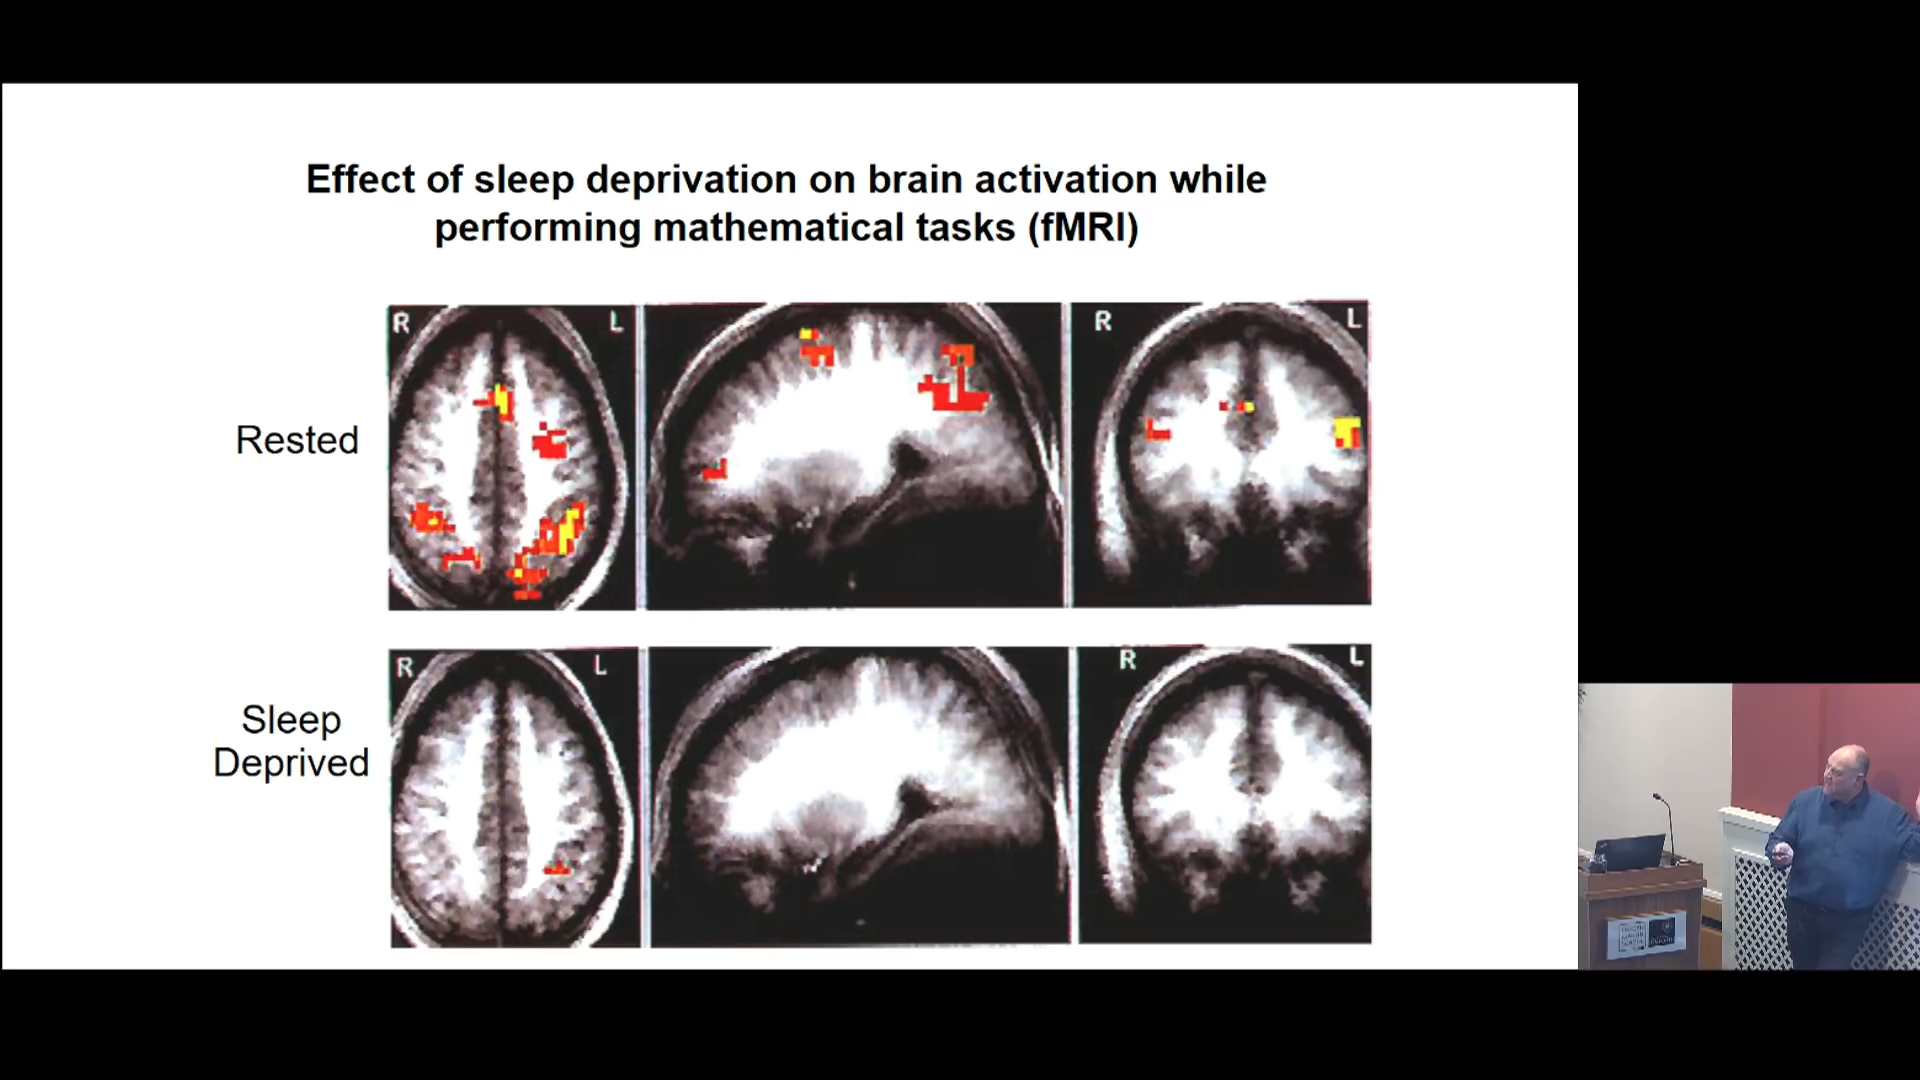 Effect of sleep deprivation on brain activation while
performing mathematical tasks (fMRI)
R
L
R
L
Rested
R
L
R
L
Sleep
Deprived